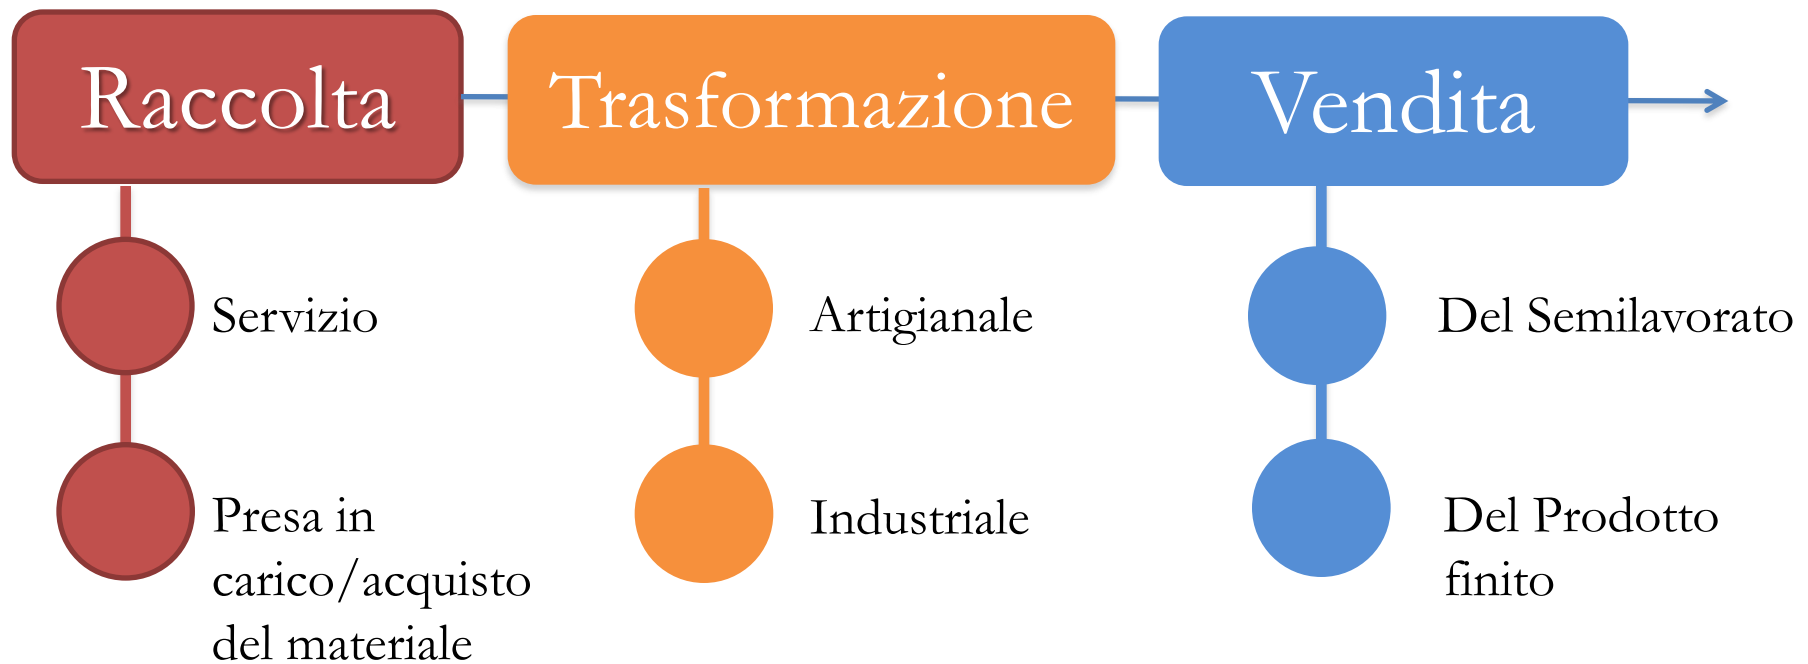 Raccolta
Trasformazione
Vendita
Servizio
Artigianale
Del Semilavorato
Presa in
carico/acquisto
del materiale
Industriale
Del Prodotto
finito